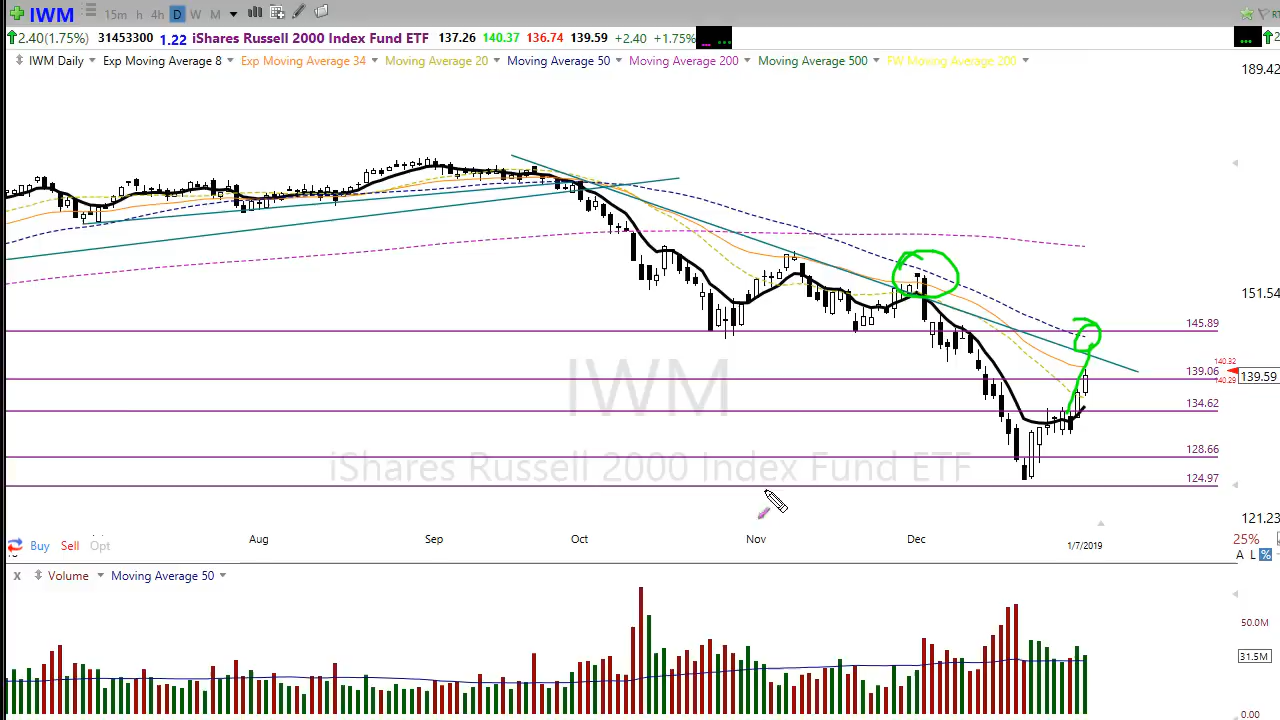 IWM 15m h 4h D W M
2.40(1.75%) 31453300 1.22 iShares Russell 2000 Index Fund ETF 137.26 140.37 136.74 139.59 +2.40 +1.75%
IWM Daily Exp Moving Average 8 Exp Moving Average 34 Moving Average 20 Moving Average 50 Moving Average 200 Moving Average 500 FW Moving Average 200
189.42
151.54
145.89
140.32
139.06
139.59
140.29
134.62
IWM
128.66
iShares Russell 2000 Index Fund ETF
124.97
121.23
Aug Sep Oct Nov Dec 1/7/2019
Buy Sell Opt
25%
A L %
X Volume Moving Average 50
50.0M
31.5M
0.00